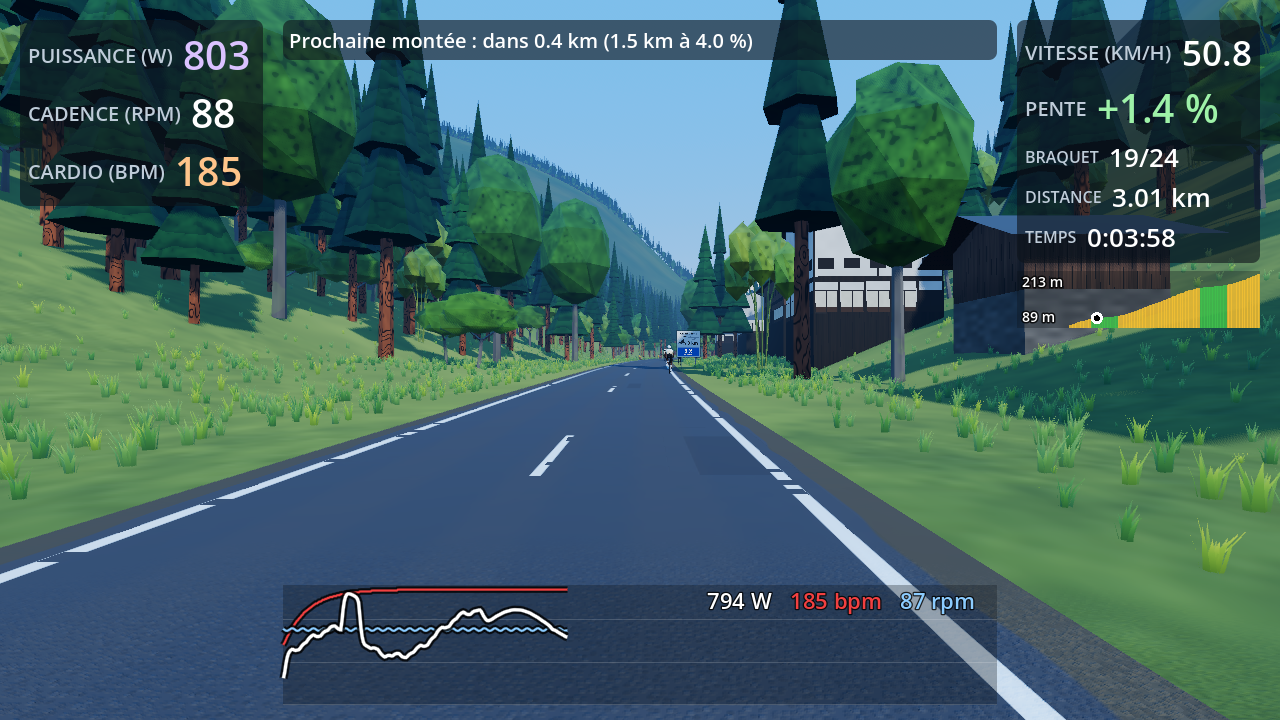 PUISSANCE (W) 803
CADENCE (RPM) 88
CARDIO (BPM) 185
Prochaine montée : dans 0.4 km (1.5 km à 4.0 %)
VITESSE (KM/H) 50.8
PENTE +1.4 %
BRAQUET 19/24
DISTANCE 3.01 km
TEMPS 0:03:58
213 m
89 m
794 W 185 bpm 87 rpm